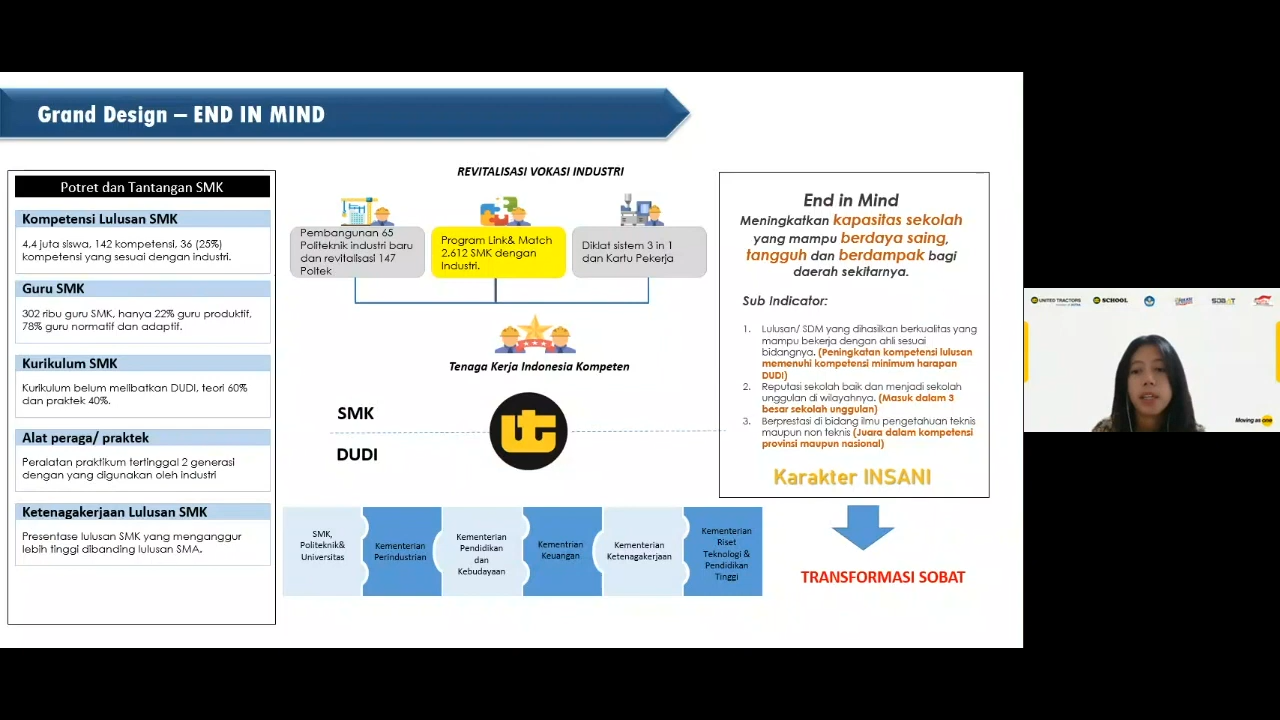 Grand Design – END IN MIND
Potret dan Tantangan SMK
Kompetensi Lulusan SMK
4,4 juta siswa, 142 kompetensi, 36 (25%)
kompetensi yang sesuai dengan industri.
Guru SMK
302 ribu guru SMK, hanya 22% guru produktif,
78% guru normatif dan adaptif.
Kurikulum SMK
Kurikulum belum melibatkan DUDI, teori 60%
dan praktek 40%.
Alat peraga/ praktek
Peralatan praktikum tertinggal 2 generasi
dengan yang digunakan oleh industri
Ketenagakerjaan Lulusan SMK
Presentase lulusan SMK yang menganggur
lebih tinggi dibanding lulusan SMA.
REVITALISASI VOKASI INDUSTRI
Pembangunan 65
Politeknik industri baru
dan revitalisasi 147
Poltek
Program Link& Match
2.612 SMK dengan
Industri.
Diklat sistem 3 in 1
dan Kartu Pekerja
Tenaga Kerja Indonesia Kompeten
SMK
DUDI
UT
SMK,
Politeknik&
Universitas
Kementerian
Perindustrian
Kementerian
Pendidikan
dan
Kebudayaan
Kementrian
Keuangan
Kementerian
Ketenagakerjaan
Kementerian
Riset
Teknologi &
Pendidikan
Tinggi
End in Mind
Meningkatkan kapasitas sekolah
yang mampu berdaya saing,
tangguh dan berdampak bagi
daerah sekitarnya.
Sub Indicator:
1. Lulusan/ SDM yang dihasilkan berkualitas yang
mampu bekerja dengan ahli sesuai
bidangnya. (Peningkatan kompetensi lulusan
memenuhi kompetensi minimum harapan
DUDI)
2. Reputasi sekolah baik dan menjadi sekolah
unggulan di wilayahnya. (Masuk dalam 3
besar sekolah unggulan)
3. Berprestasi di bidang ilmu pengetahuan teknis
maupun non teknis (Juara dalam kompetensi
provinsi maupun nasional)
Karakter INSANI
TRANSFORMASI SOBAT
UNITED TRACTORS
SCHOOL
SOBAT
Moving as one